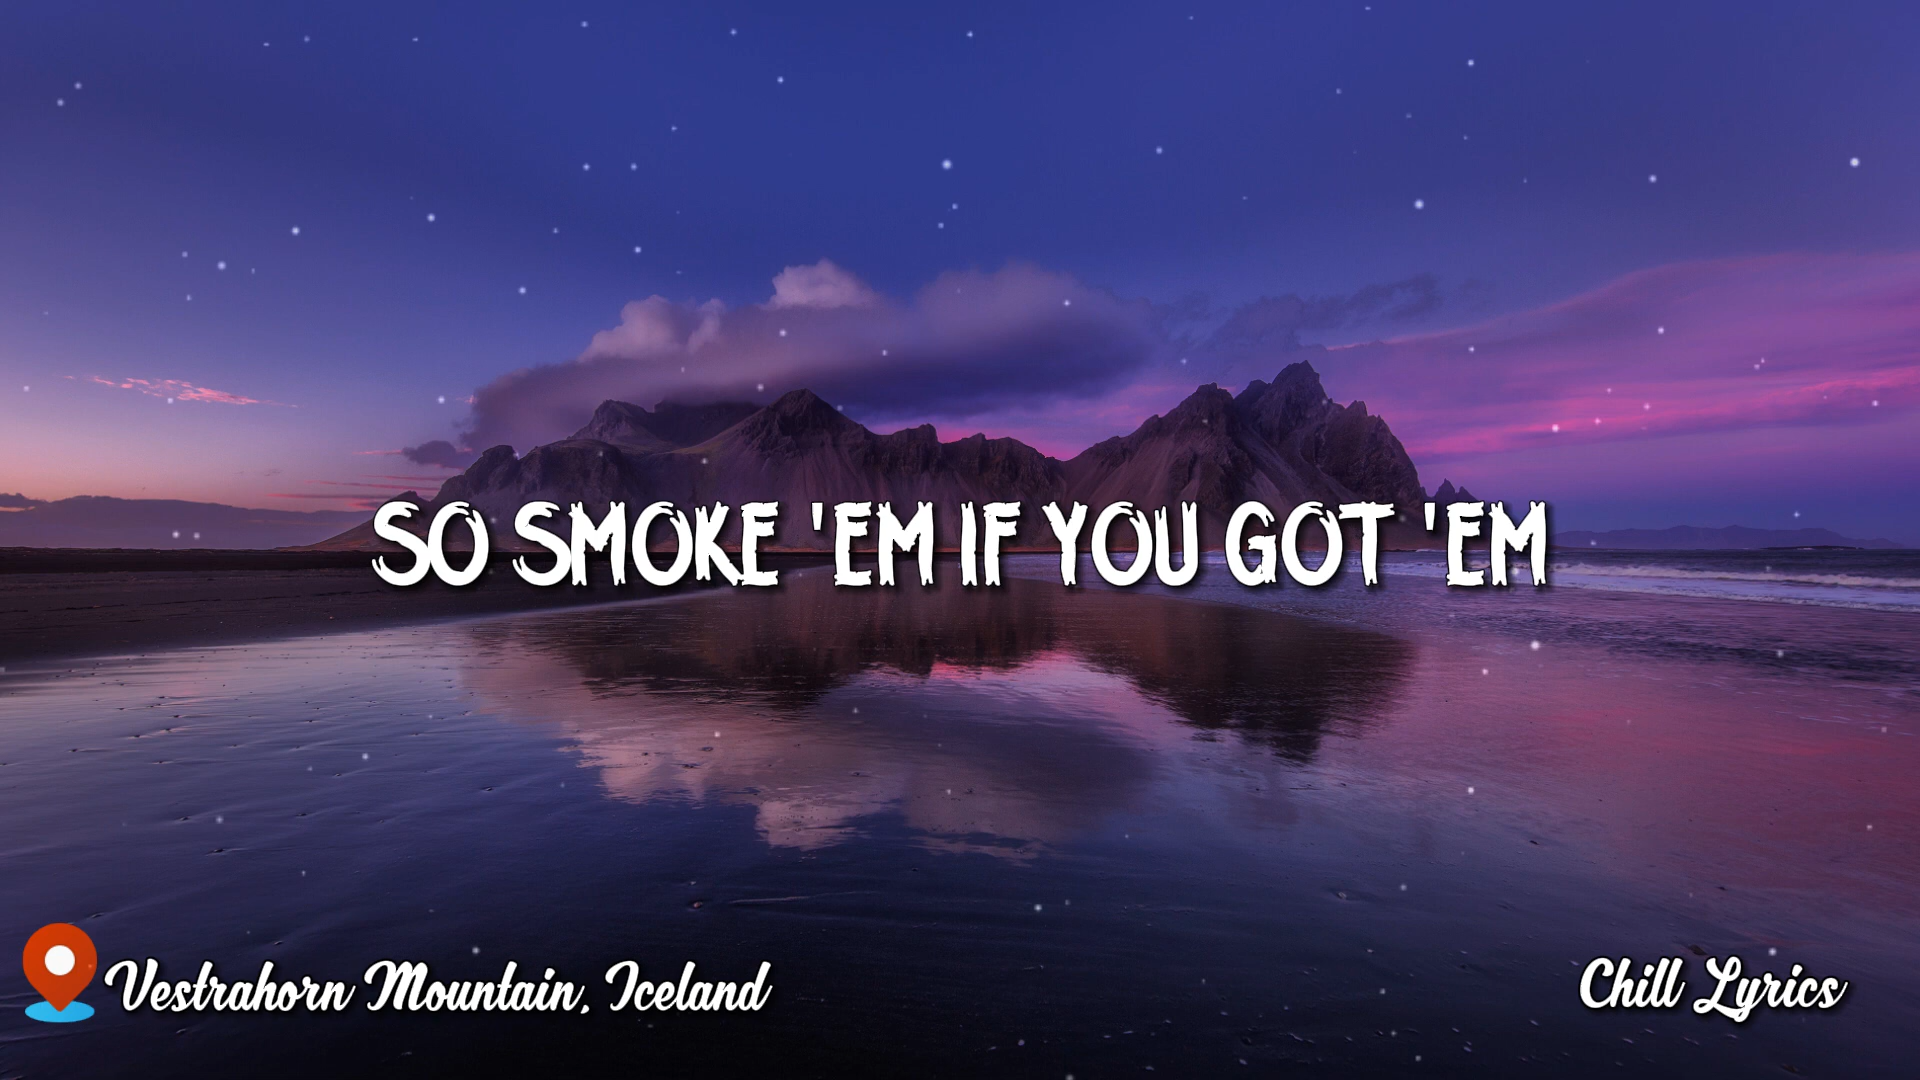 SO SMOKE 'EM IF YOU GOT 'EM
Vestrahorn Mountain, Iceland
Chill Lyrics